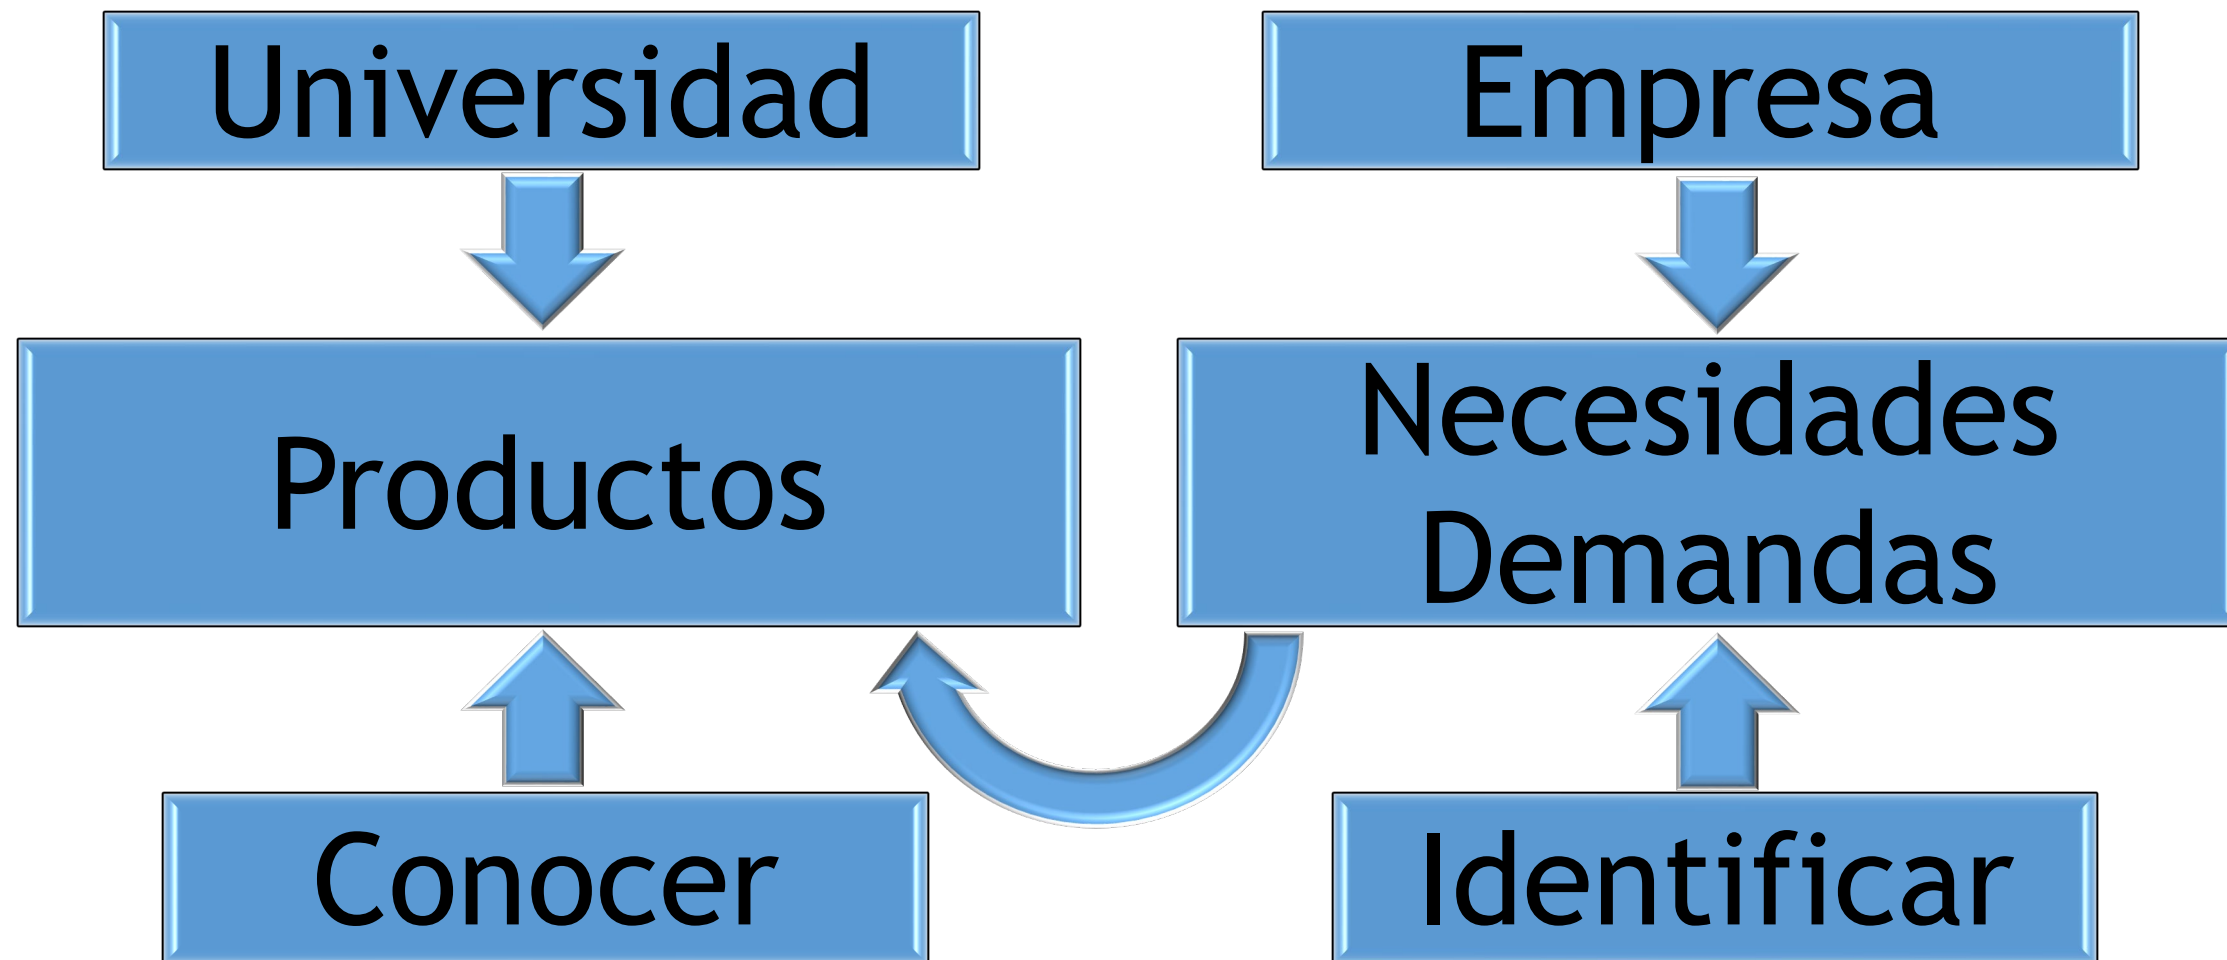 Universidad
Empresa
Productos
Necesidades
Demandas
Conocer
Identificar